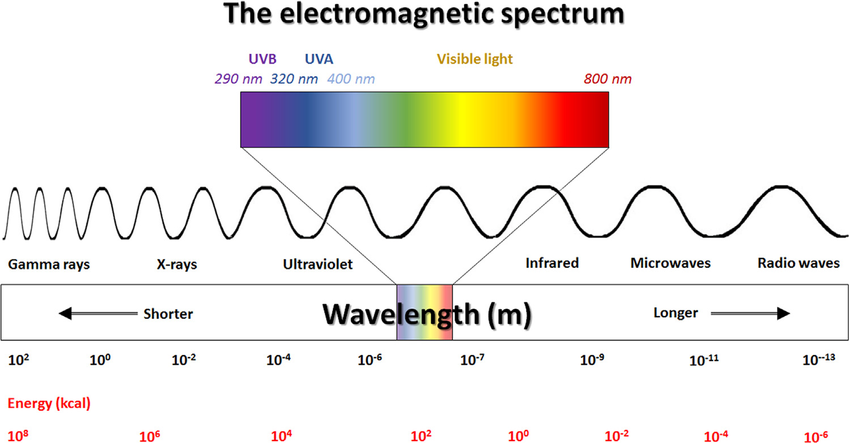 The electromagnetic spectrum
UVB UVA Visible light
290 nm 320 nm 400 nm 800 nm
Gamma rays X-rays Ultraviolet Infrared Microwaves Radio waves
Shorter Wavelength (m) Longer
10² 10⁰ 10⁻² 10⁻⁴ 10⁻⁶ 10⁻⁷ 10⁻⁹ 10⁻¹¹ 10⁻⁻¹³
Energy (kcal)
10⁸ 10⁶ 10⁴ 10² 10⁰ 10⁻² 10⁻⁴ 10⁻⁶